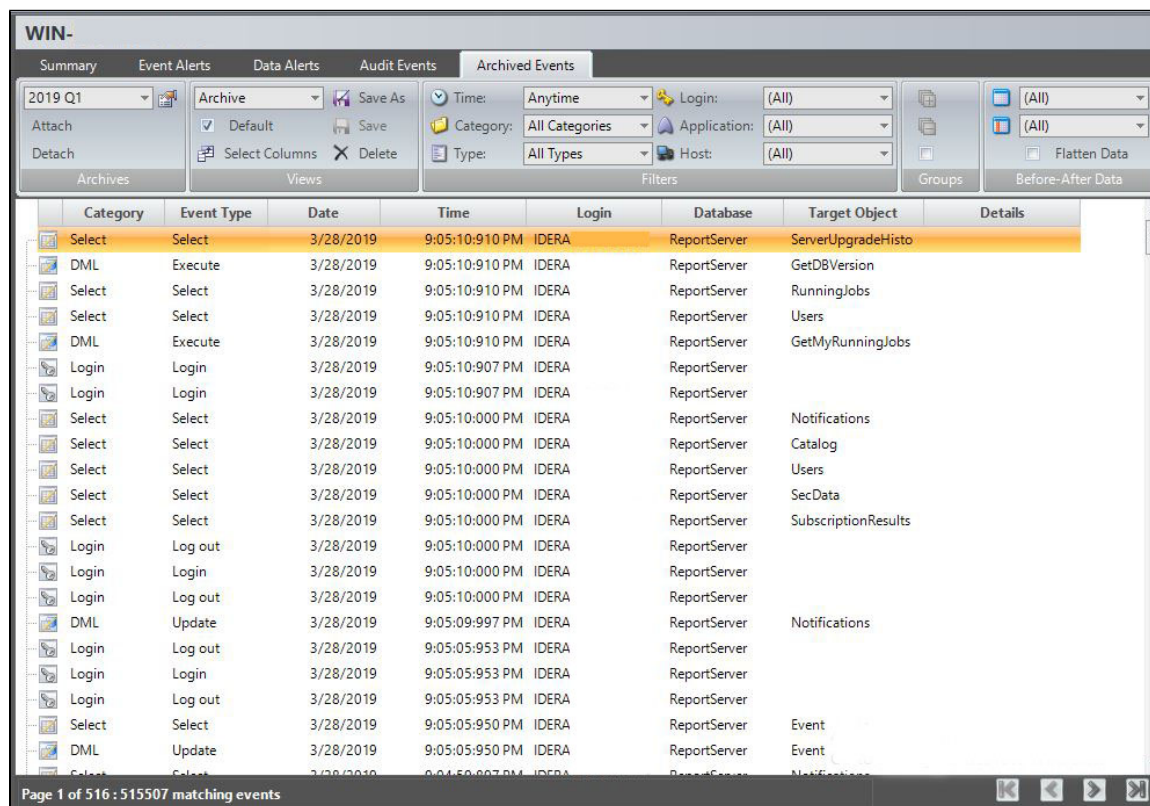 WIN-
Summary Event Alerts Data Alerts Audit Events Archived Events
2019 Q1 Archive Save As Time: Anytime Login: (All) (All)
Attach Default Save Category: All Categories Application: (All) (All)
Detach Select Columns Delete Type: All Types Host: (All) Flatten Data
Archives Views Filters Groups Before-After Data
Category Event Type Date Time Login Database Target Object Details
Select Select 3/28/2019 9:05:10:910 PM IDERA ReportServer ServerUpgradeHisto
DML Execute 3/28/2019 9:05:10:910 PM IDERA ReportServer GetDBVersion
Select Select 3/28/2019 9:05:10:910 PM IDERA ReportServer RunningJobs
Select Select 3/28/2019 9:05:10:910 PM IDERA ReportServer Users
DML Execute 3/28/2019 9:05:10:910 PM IDERA ReportServer GetMyRunningJobs
Login Login 3/28/2019 9:05:10:907 PM IDERA ReportServer
Login Login 3/28/2019 9:05:10:907 PM IDERA ReportServer
Select Select 3/28/2019 9:05:10:000 PM IDERA ReportServer Notifications
Select Select 3/28/2019 9:05:10:000 PM IDERA ReportServer Catalog
Select Select 3/28/2019 9:05:10:000 PM IDERA ReportServer Users
Select Select 3/28/2019 9:05:10:000 PM IDERA ReportServer SecData
Select Select 3/28/2019 9:05:10:000 PM IDERA ReportServer SubscriptionResults
Login Log out 3/28/2019 9:05:10:000 PM IDERA ReportServer
Login Login 3/28/2019 9:05:10:000 PM IDERA ReportServer
Login Log out 3/28/2019 9:05:10:000 PM IDERA ReportServer
DML Update 3/28/2019 9:05:09:997 PM IDERA ReportServer Notifications
Login Log out 3/28/2019 9:05:05:953 PM IDERA ReportServer
Login Login 3/28/2019 9:05:05:953 PM IDERA ReportServer
Login Log out 3/28/2019 9:05:05:953 PM IDERA ReportServer
Select Select 3/28/2019 9:05:05:950 PM IDERA ReportServer Event
DML Update 3/28/2019 9:05:05:950 PM IDERA ReportServer Event
Page 1 of 516 : 515507 matching events